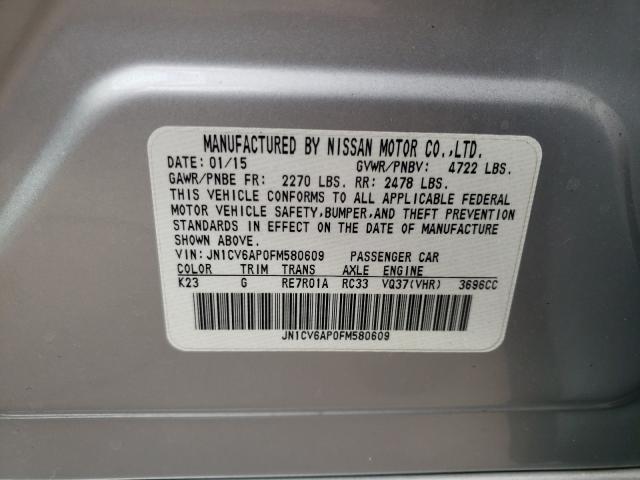 MANUFACTURED BY NISSAN MOTOR CO.,LTD.
DATE: 01/15 GVWR/PNBV: 4722 LBS.
GAWR/PNBE FR: 2270 LBS. RR: 2478 LBS.
THIS VEHICLE CONFORMS TO ALL APPLICABLE FEDERAL
MOTOR VEHICLE SAFETY,BUMPER,AND THEFT PREVENTION
STANDARDS IN EFFECT ON THE DATE OF MANUFACTURE
SHOWN ABOVE.
VIN: JN1CV6AP0FM580609 PASSENGER CAR
COLOR TRIM TRANS AXLE ENGINE
K23 G RE7R01A RC33 VQ37(VHR) 3696CC
JN1CV6AP0FM580609